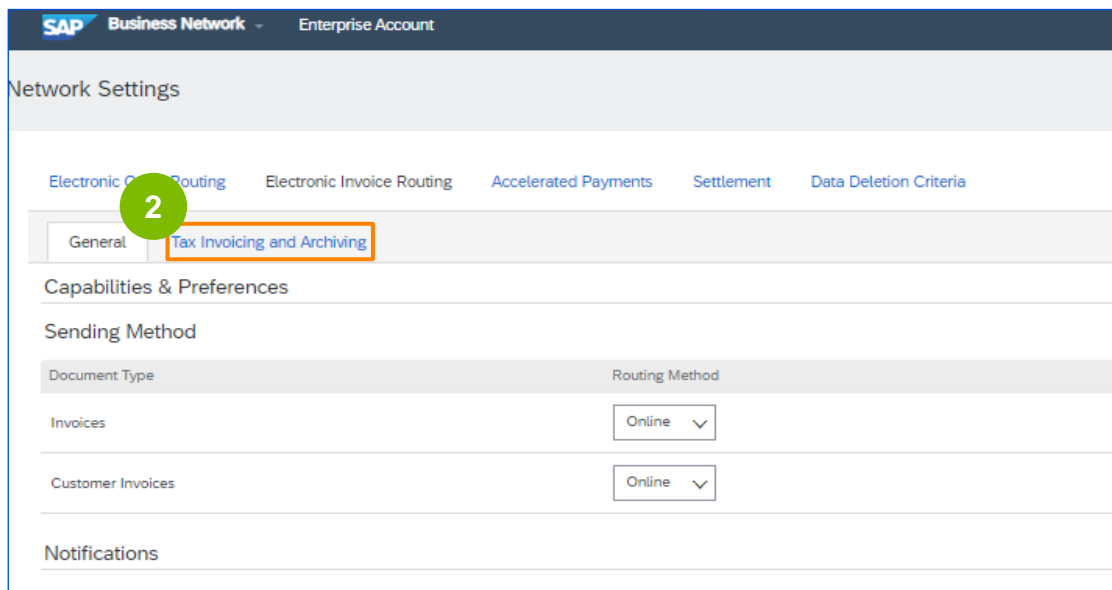 SAP Business Network Enterprise Account
Network Settings
Electronic Routing Electronic Invoice Routing Accelerated Payments Settlement Data Deletion Criteria
2
General Tax Invoicing and Archiving
Capabilities & Preferences
Sending Method
Document Type Routing Method
Invoices Online
Customer Invoices Online
Notifications